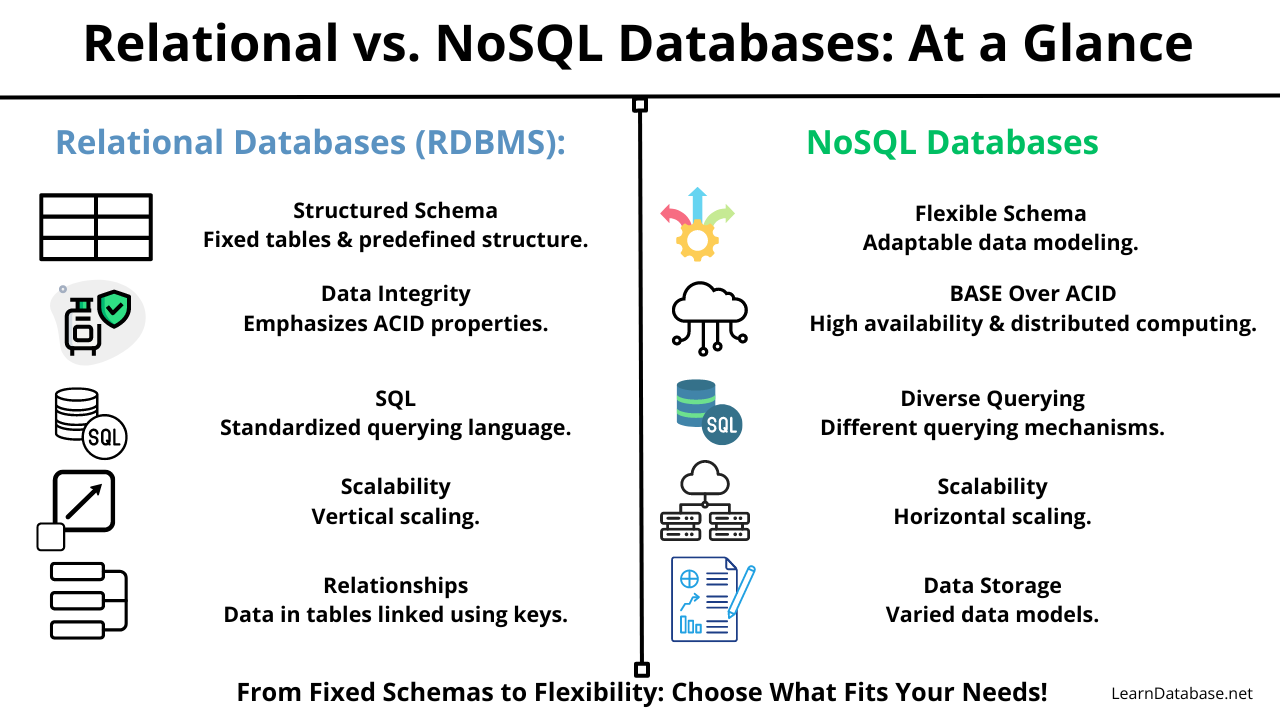 Relational vs. NoSQL Databases: At a Glance
Relational Databases (RDBMS):
Structured Schema
Fixed tables & predefined structure.
Data Integrity
Emphasizes ACID properties.
SQL
SQL
Standardized querying language.
Scalability
Vertical scaling.
Relationships
Data in tables linked using keys.
NoSQL Databases
Flexible Schema
Adaptable data modeling.
BASE Over ACID
High availability & distributed computing.
SQL
Diverse Querying
Different querying mechanisms.
Scalability
Horizontal scaling.
Data Storage
Varied data models.
From Fixed Schemas to Flexibility: Choose What Fits Your Needs!
LearnDatabase.net